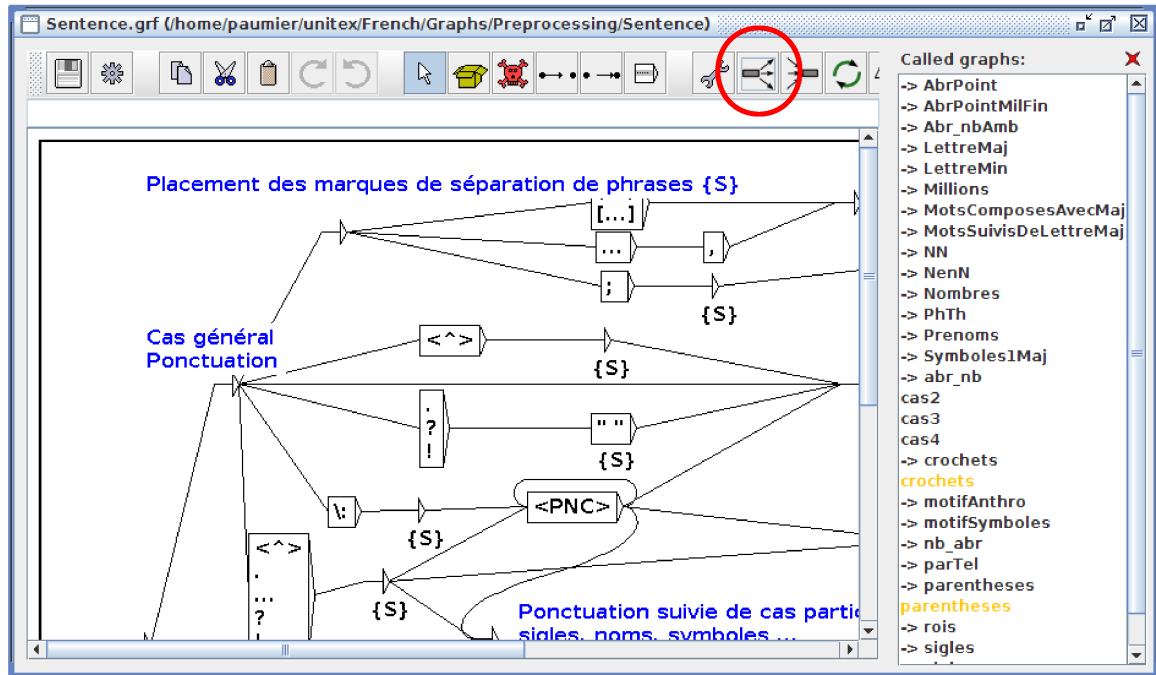 Sentence.grf (/home/paumier/unitex/French/Graphs/Preprocessing/Sentence)
Placement des marques de séparation de phrases {S}
[...]
...
,
;
{S}
Cas général
Ponctuation
<^>
{S}
.
?
!
" "
{S}
\:
{S}
<PNC>
<^>
.
...
?
!
{S}
Ponctuation suivie de cas partic
sigles, noms, symboles ...
Called graphs:
-> AbrPoint
-> AbrPointMilFin
-> Abr_nbAmb
-> LettreMaj
-> LettreMin
-> Millions
-> MotsComposesAvecMaj
-> MotsSuivisDeLettreMaj
-> NN
-> NenN
-> Nombres
-> PhTh
-> Prenoms
-> Symboles1Maj
-> abr_nb
cas2
cas3
cas4
-> crochets
crochets
-> motifAnthro
-> motifSymboles
-> nb_abr
-> parTel
-> parentheses
parentheses
-> rois
-> sigles